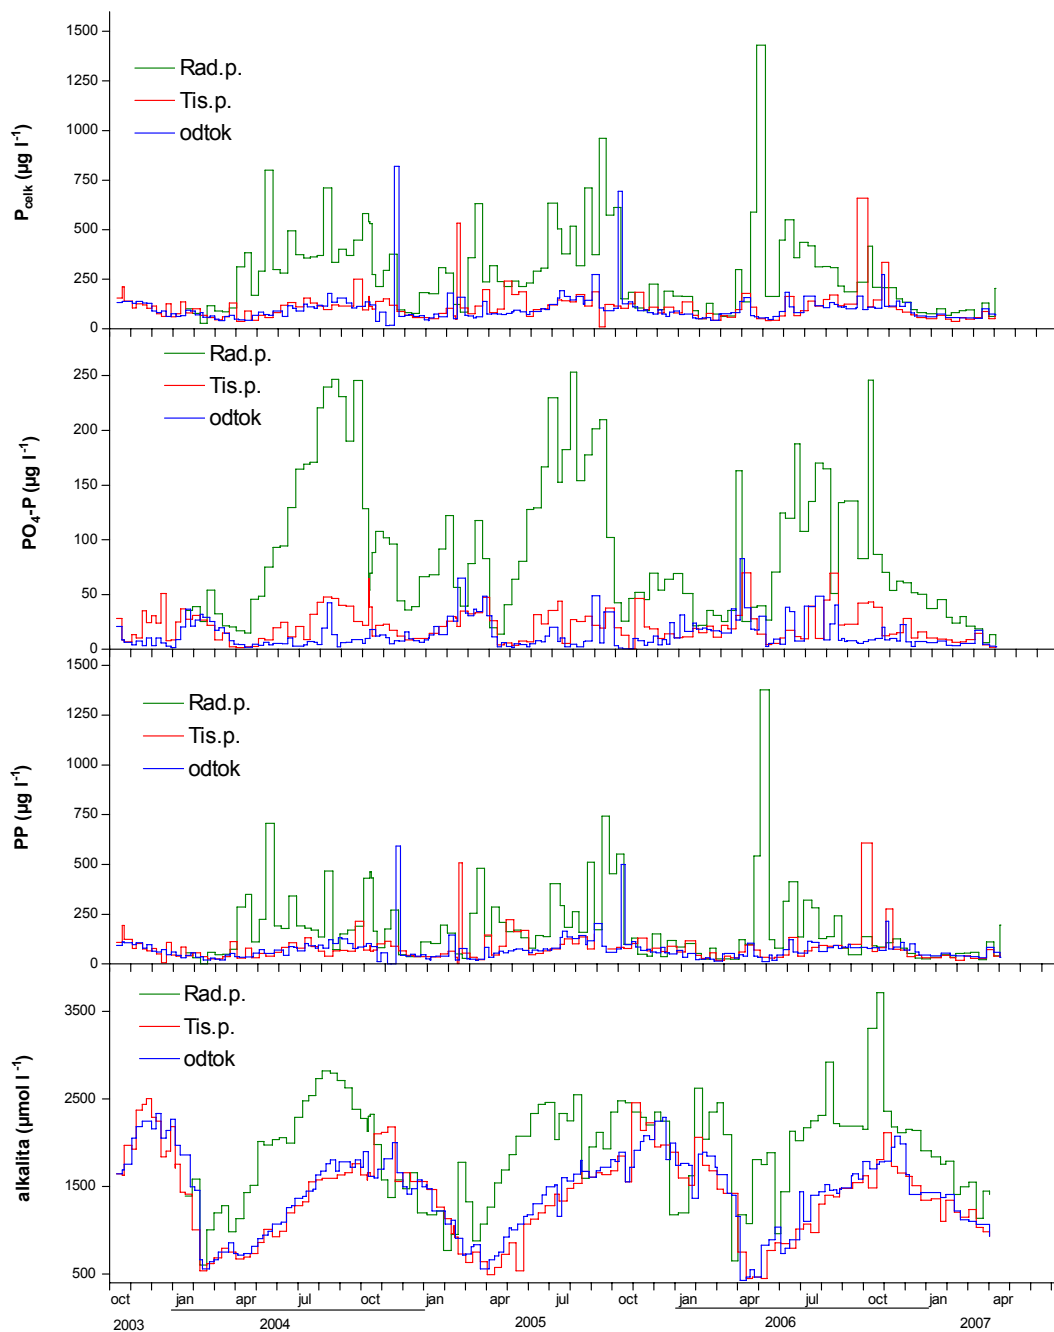 1500
1250
1000
750
500
250
0
P celk (µg l-1)
Rad.p.
Tis.p.
odtok
250
200
150
100
50
0
PO4-P (µg l-1)
Rad.p.
Tis.p.
odtok
1500
1250
1000
750
500
250
0
PP (µg l-1)
Rad.p.
Tis.p.
odtok
3500
2500
1500
500
alkalita (µmol l-1)
Rad.p.
Tis.p.
odtok
oct jan apr jul oct jan apr jul oct jan apr jul oct jan apr
2003 2004 2005 2006 2007